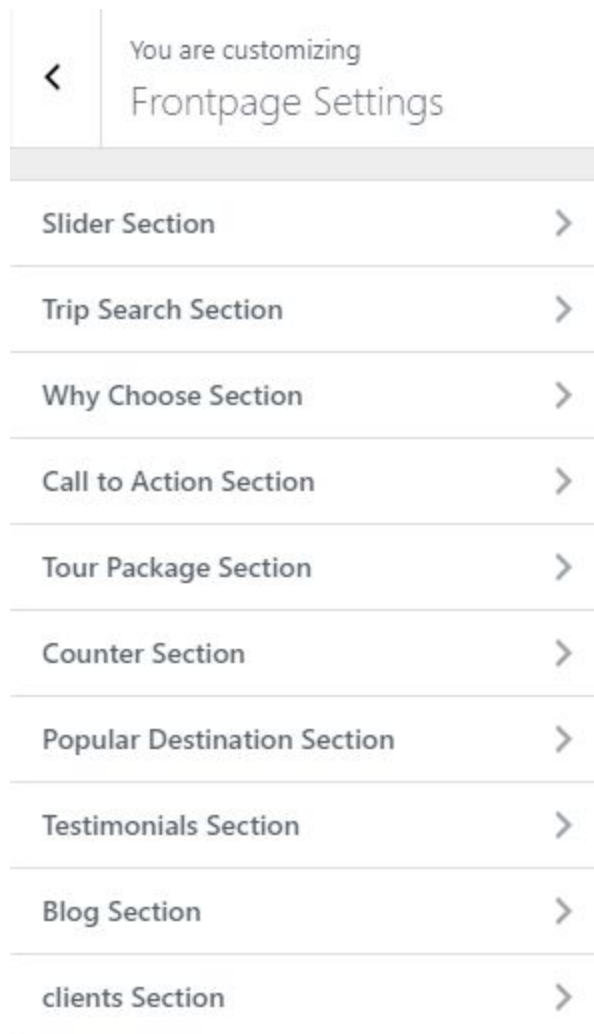 You are customizing
Frontpage Settings
Slider Section
Trip Search Section
Why Choose Section
Call to Action Section
Tour Package Section
Counter Section
Popular Destination Section
Testimonials Section
Blog Section
clients Section